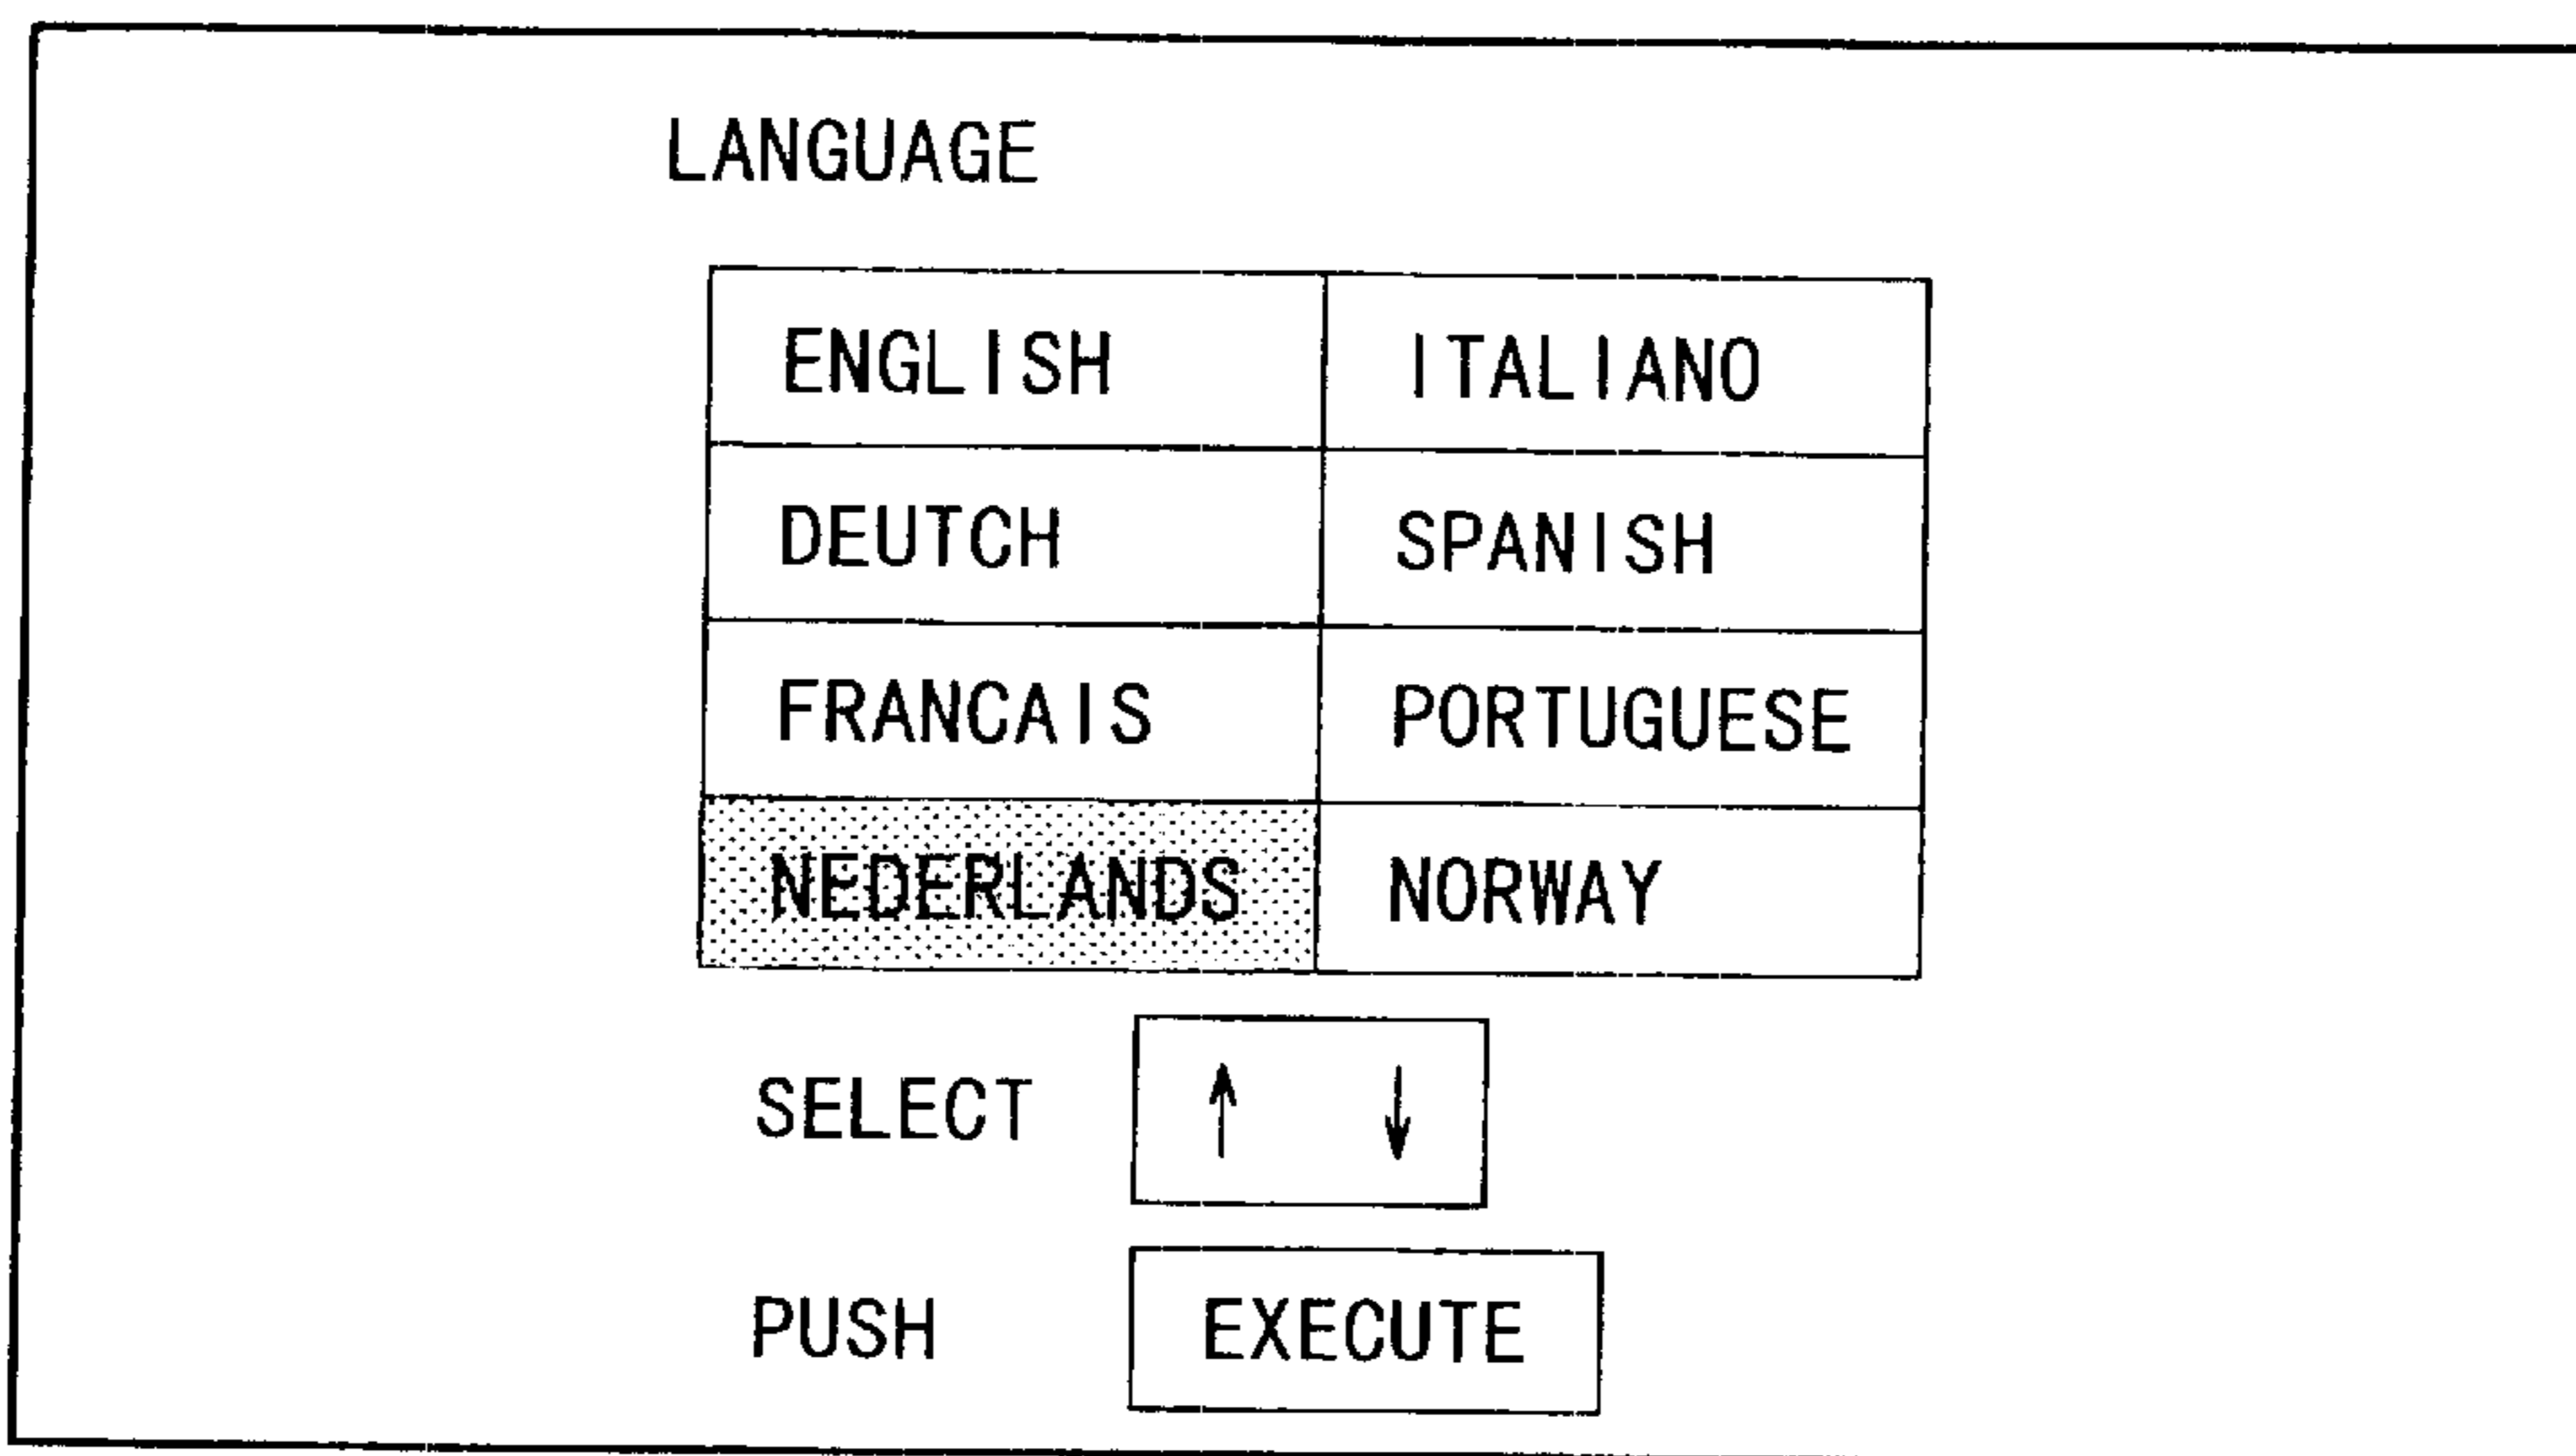 LANGUAGE
ENGLISH ITALIANO
DEUTCH SPANISH
FRANCAIS PORTUGUESE
NEDERLANDS NORWAY
SELECT ↑ ↓
PUSH EXECUTE